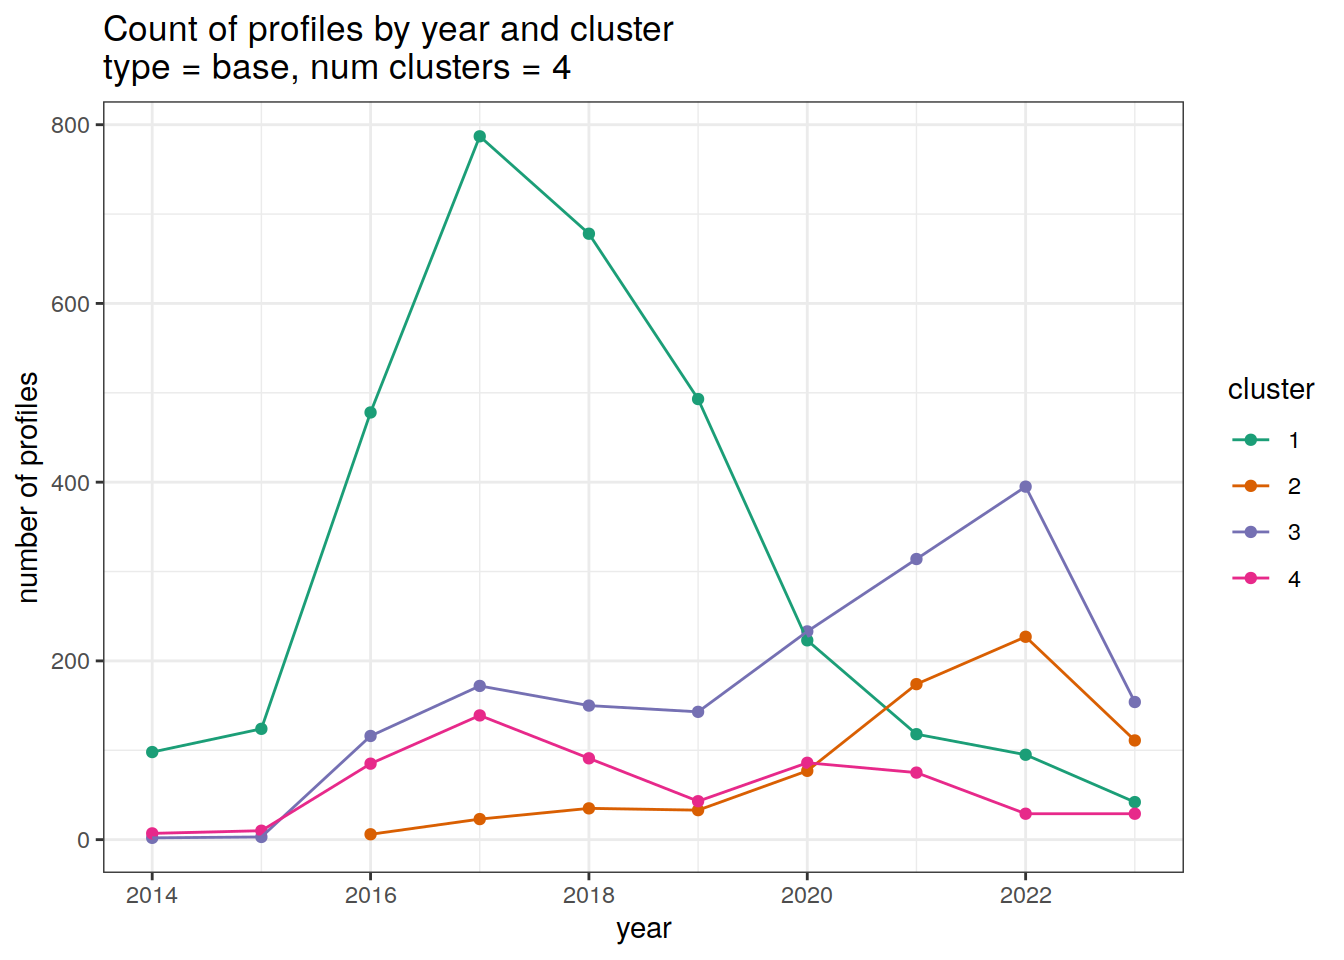 Count of profiles by year and cluster
type = base, num clusters = 4
800
600
400
200
0
number of profiles
2014
2016
2018
2020
2022
year
cluster
1
2
3
4